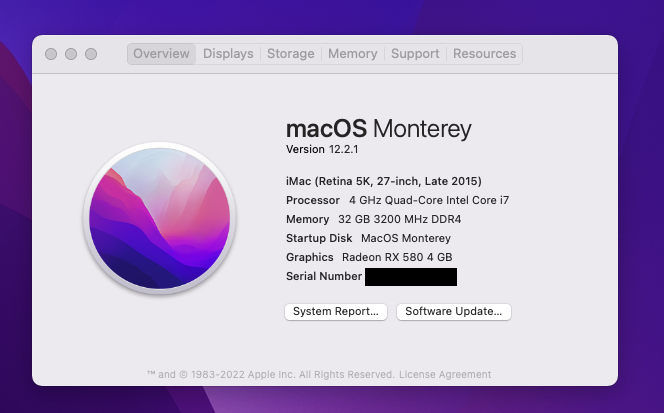 Overview Displays Storage Memory Support Resources
macOS Monterey
Version 12.2.1
iMac (Retina 5K, 27-inch, Late 2015)
Processor 4 GHz Quad-Core Intel Core i7
Memory 32 GB 3200 MHz DDR4
Startup Disk MacOS Monterey
Graphics Radeon RX 580 4 GB
Serial Number
System Report... Software Update...
™ and © 1983-2022 Apple Inc. All Rights Reserved. License Agreement